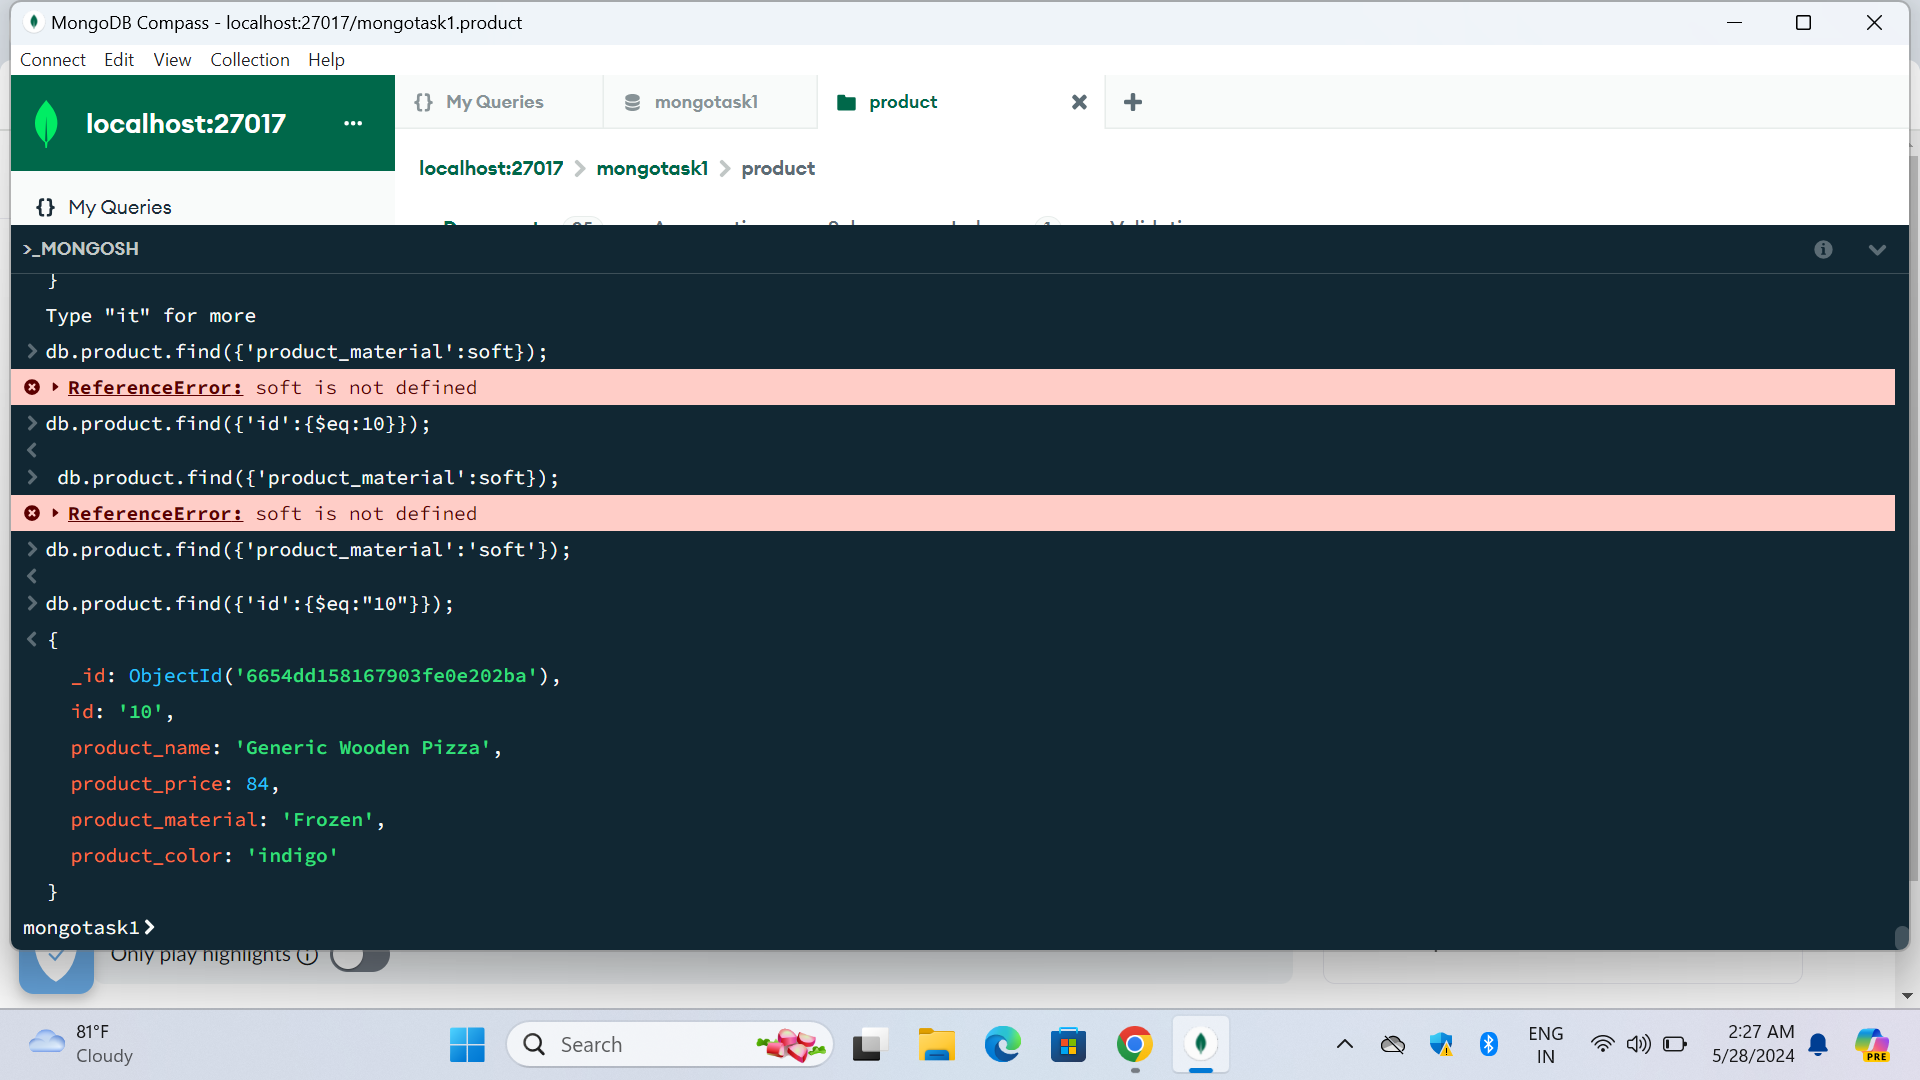 MongoDB Compass - localhost:27017/mongotask1.product
Connect Edit View Collection Help
localhost:27017 ...
{} My Queries
mongotask1
product
localhost:27017 > mongotask1 > product
{} My Queries
>_MONGOSH
}
Type "it" for more
> db.product.find({'product_material':soft});
ReferenceError: soft is not defined
> db.product.find({'id':{$eq:10}});
<
> db.product.find({'product_material':soft});
ReferenceError: soft is not defined
> db.product.find({'product_material':'soft'});
<
> db.product.find({'id':{$eq:"10"}});
< {
_id: ObjectId('6654dd158167903fe0e202ba'),
id: '10',
product_name: 'Generic Wooden Pizza',
product_price: 84,
product_material: 'Frozen',
product_color: 'indigo'
}
mongotask1>
Only play highlights
81°F
Cloudy
Search
ENG
IN
2:27 AM
5/28/2024
PRE